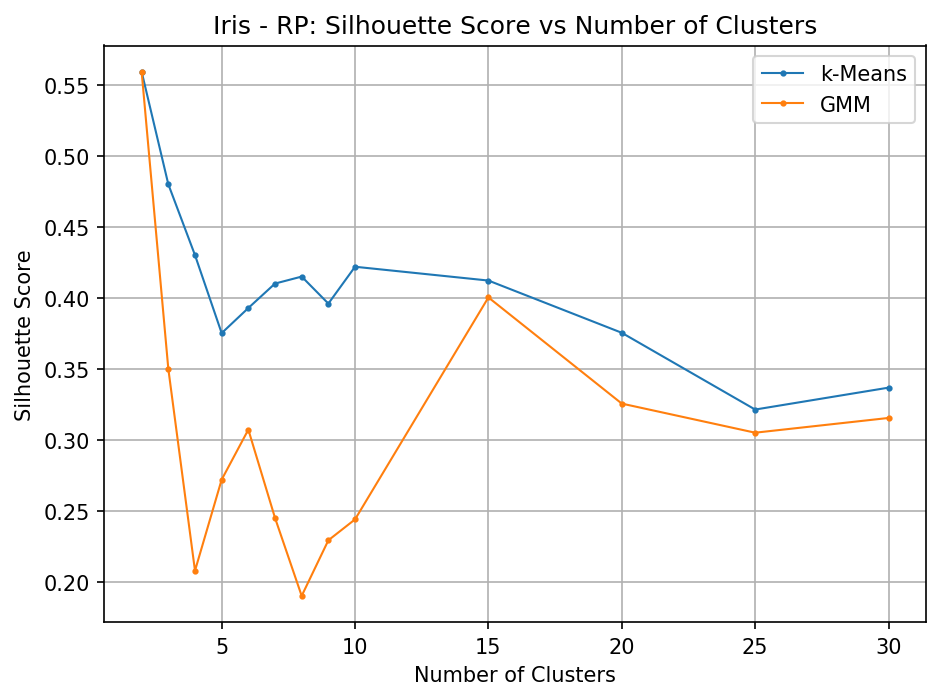 Iris - RP: Silhouette Score vs Number of Clusters
k-Means
GMM
Silhouette Score
0.55
0.50
0.45
0.40
0.35
0.30
0.25
0.20
5 10 15 20 25 30
Number of Clusters